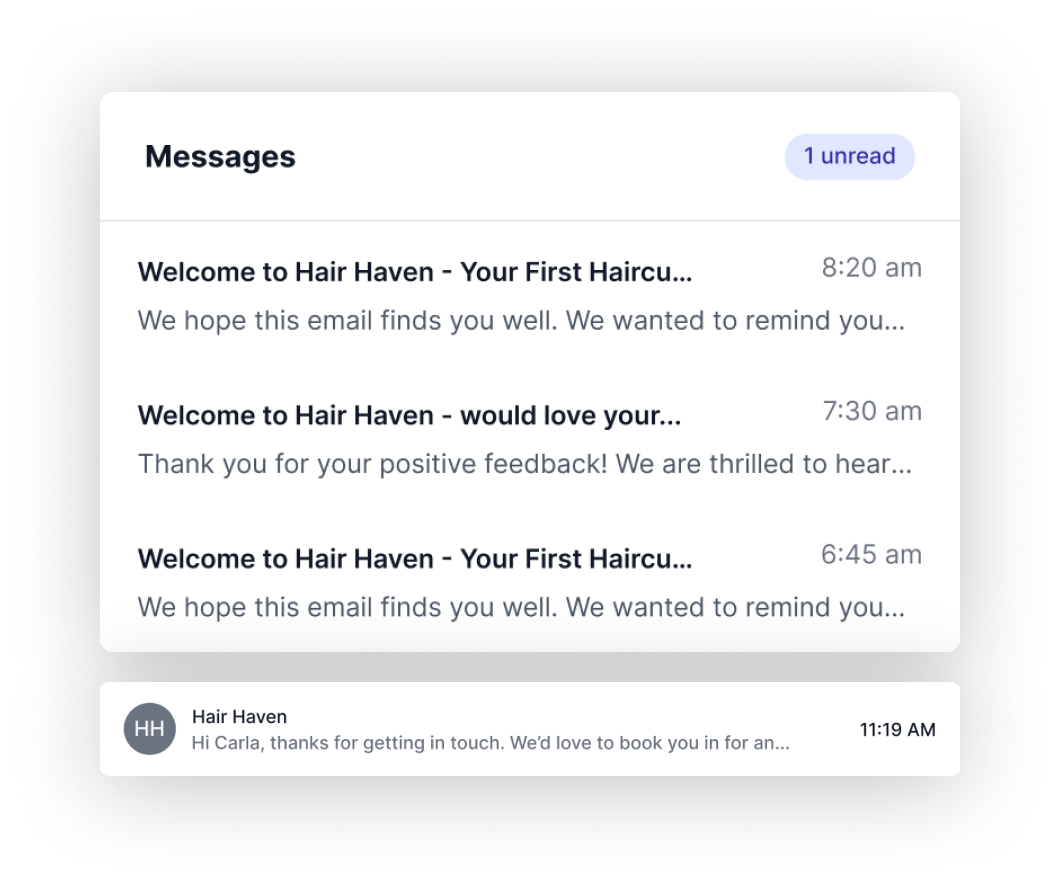 Messages
1 unread
Welcome to Hair Haven - Your First Haircu...
8:20 am
We hope this email finds you well. We wanted to remind you...
Welcome to Hair Haven - would love your...
7:30 am
Thank you for your positive feedback! We are thrilled to hear...
Welcome to Hair Haven - Your First Haircu...
6:45 am
We hope this email finds you well. We wanted to remind you...
HH
Hair Haven
Hi Carla, thanks for getting in touch. We’d love to book you in for an...
11:19 AM